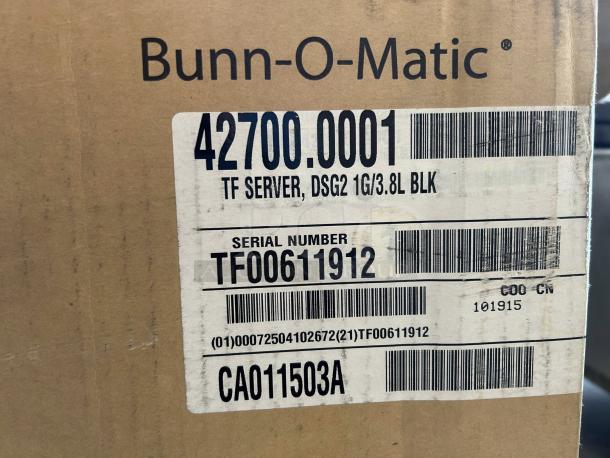 Bunn-O-Matic®
42700.0001
TF SERVER, DSG2 1G/3.8L BLK
SERIAL NUMBER
TF00611912
COO CN
101915
(01)00072504102672(21)TF00611912
CA011503A